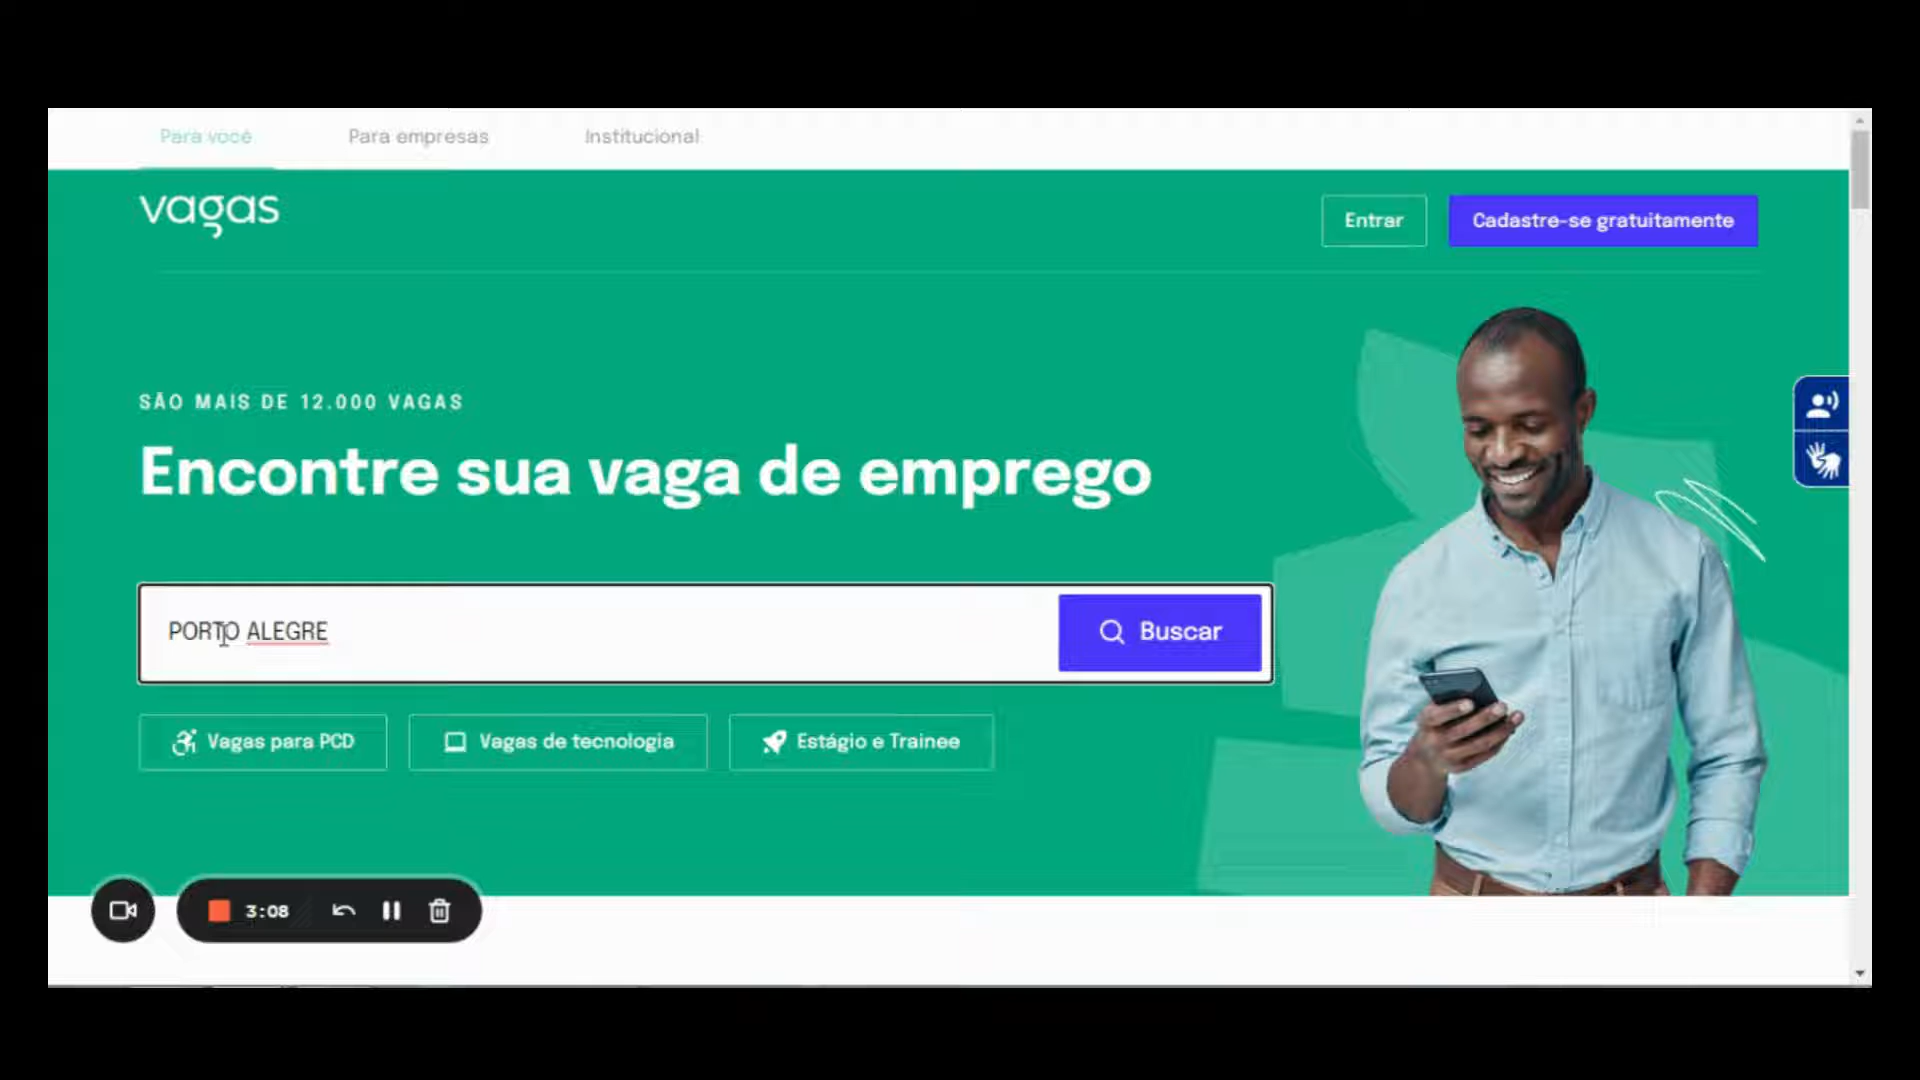 Para você
Para empresas
Institucional
vagas
Entrar
Cadastre-se gratuitamente
SÃO MAIS DE 12.000 VAGAS
Encontre sua vaga de emprego
PORTO ALEGRE
Buscar
Vagas para PCD
Vagas de tecnologia
Estágio e Trainee
3:08